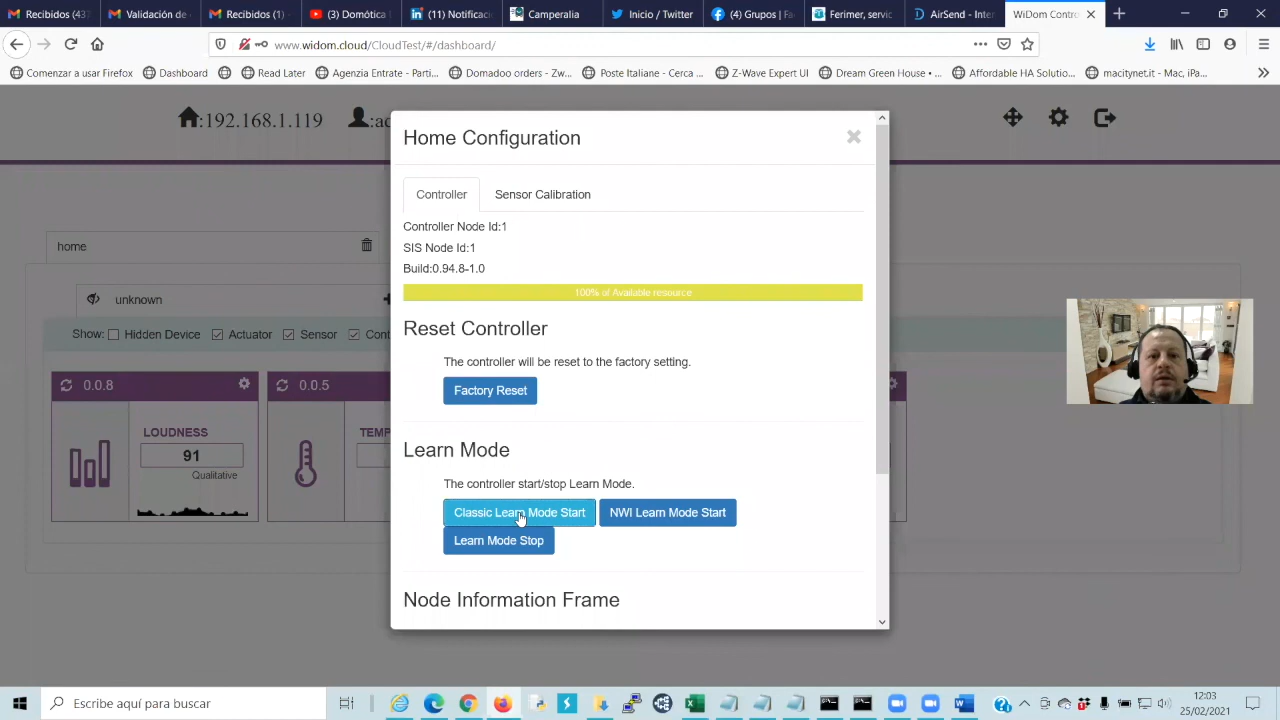 Recibidos (437
Validación de
Recibidos (1)
(3) Domotica
(11) Notificacio
Camperalia
Inicio / Twitter
(4) Grupos | Fa
Ferimer, servic
AirSend - Inter
WiDom Contro
www.widom.cloud/CloudTest/#/dashboard/
Comenzar a usar Firefox
Dashboard
Read Later
Agenzia Entrate - Parti...
Domadoo orders - Zw...
Poste Italiane - Cerca ...
Z-Wave Expert UI
Dream Green House •...
Affordable HA Solutio...
macitynet.it - Mac, iPa...
:192.168.1.119
:ad
Home Configuration
Controller
Sensor Calibration
Controller Node Id:1
SIS Node Id:1
Build:0.94.8-1.0
100% of Available resource
Reset Controller
The controller will be reset to the factory setting.
Factory Reset
Learn Mode
The controller start/stop Learn Mode.
Classic Learn Mode Start
NWI Learn Mode Start
Learn Mode Stop
Node Information Frame
home
unknown
Show:
Hidden Device
Actuator
Sensor
Cont
0.0.8
0.0.5
LOUDNESS
TEMP
91
Qualitative
Escribe aquí para buscar
12:03
25/02/2021